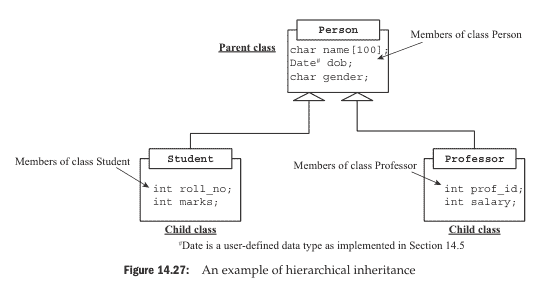 Person
Parent class
Members of class Person
char name[100];
Date# dob;
char gender;
Student
Professor
Members of class Student
Members of class Professor
int roll_no;
int marks;
int prof_id;
int salary;
Child class
Child class
#Date is a user-defined data type as implemented in Section 14.5
Figure 14.27: An example of hierarchical inheritance